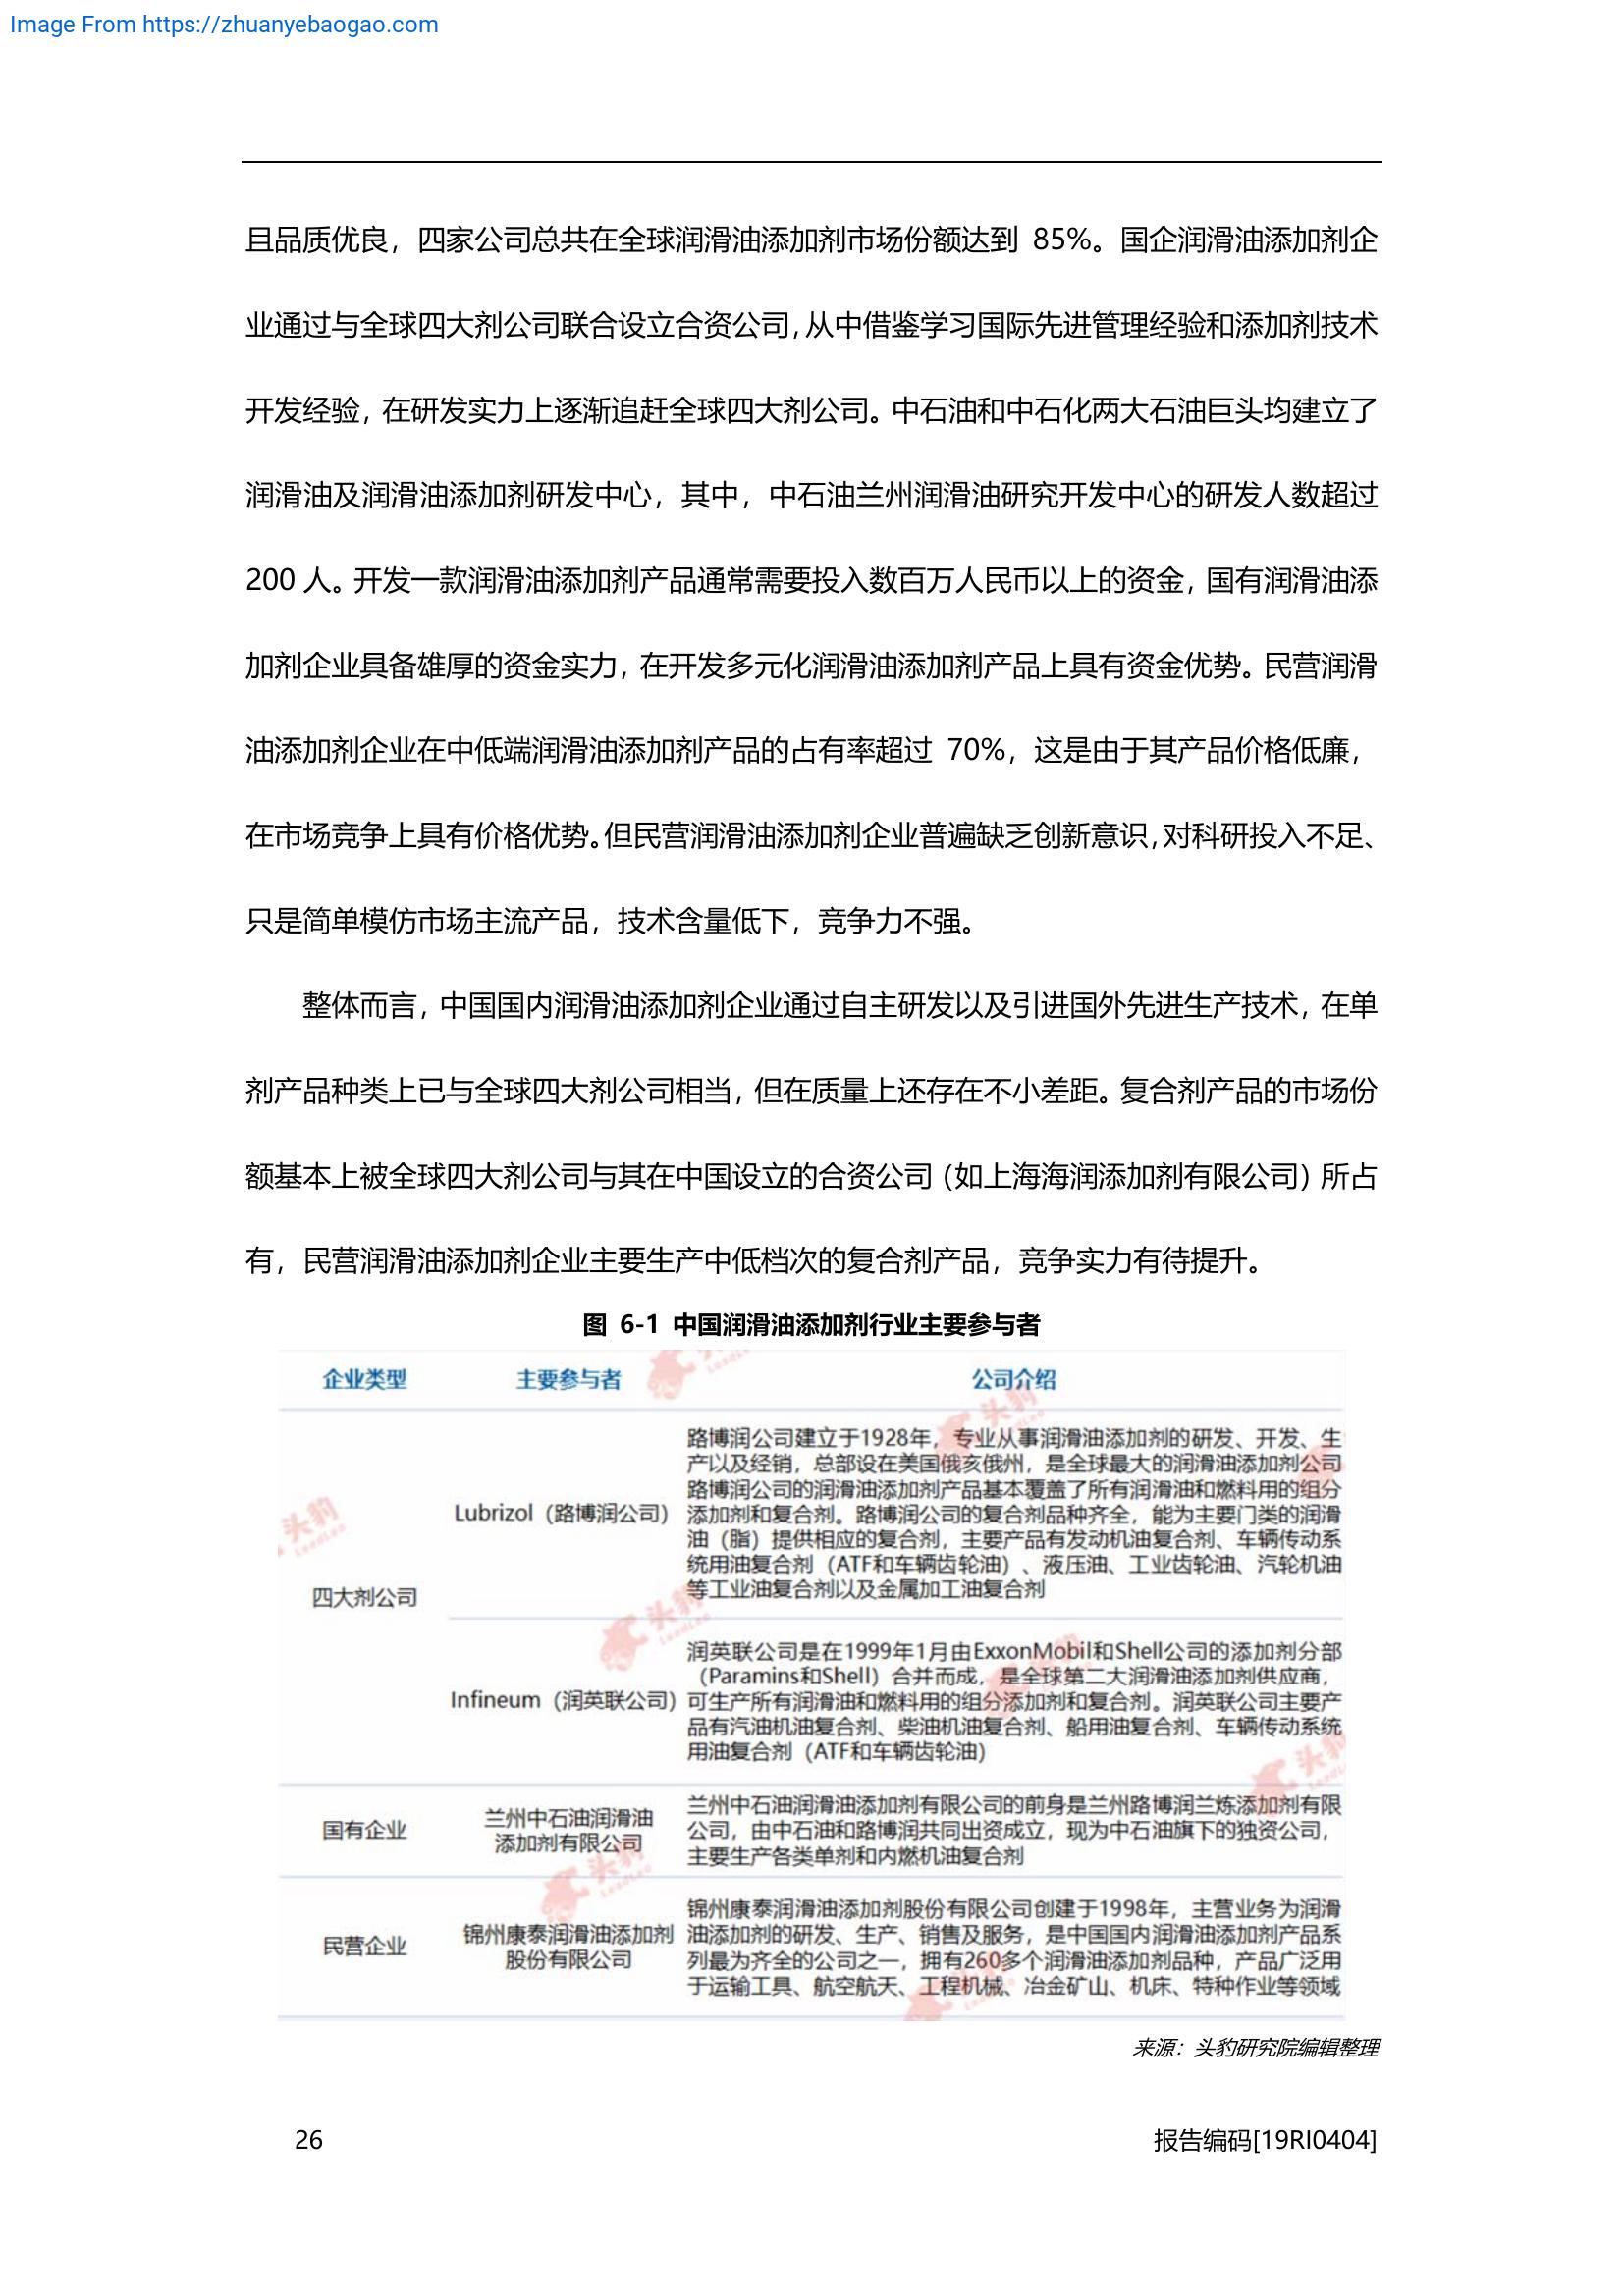 Image From https://zhuanyebaogao.com
且品质优良，四家公司总共在全球润滑油添加剂市场份额达到 85%。国企润滑油添加剂企
业通过与全球四大剂公司联合设立合资公司，从中借鉴学习国际先进管理经验和添加剂技术
开发经验，在研发实力上逐渐追赶全球四大剂公司。中石油和中石化两大石油巨头均建立了
润滑油及润滑油添加剂研发中心，其中，中石油兰州润滑油研究开发中心的研发人数超过
200 人。开发一款润滑油添加剂产品通常需要投入数百万人民币以上的资金，国有润滑油添
加剂企业具备雄厚的资金实力，在开发多元化润滑油添加剂产品上具有资金优势。民营润滑
油添加剂企业在中低端润滑油添加剂产品的占有率超过 70%，这是由于其产品价格低廉，
在市场竞争上具有价格优势。但民营润滑油添加剂企业普遍缺乏创新意识，对科研投入不足、
只是简单模仿市场主流产品，技术含量低下，竞争力不强。
整体而言，中国国内润滑油添加剂企业通过自主研发以及引进国外先进生产技术，在单
剂产品种类上已与全球四大剂公司相当，但在质量上还存在不小差距。复合剂产品的市场份
额基本上被全球四大剂公司与其在中国设立的合资公司（如上海海润添加剂有限公司）所占
有，民营润滑油添加剂企业主要生产中低档次的复合剂产品，竞争实力有待提升。
图 6-1 中国润滑油添加剂行业主要参与者
企业类型 主要参与者 公司介绍
四大剂公司
Lubrizol（路博润公司）
路博润公司建立于1928年，专业从事润滑油添加剂的研发、开发、生
产以及经销，总部设在美国俄亥俄州，是全球最大的润滑油添加剂公司
路博润公司的润滑油添加剂产品基本覆盖了所有润滑油和燃料用的组分
添加剂和复合剂。路博润公司的复合剂品种齐全，能为主要门类的润滑
油（脂）提供相应的复合剂，主要产品有发动机油复合剂、车辆传动系
统用油复合剂（ATF和车辆齿轮油）、液压油、工业齿轮油、汽轮机油
等工业油复合剂以及金属加工油复合剂
Infineum（润英联公司）
润英联公司是在1999年1月由ExxonMobil和Shell公司的添加剂分部
（Paramins和Shell）合并而成，是全球第二大润滑油添加剂供应商，
可生产所有润滑油和燃料用的组分添加剂和复合剂。润英联公司主要产
品有汽油机油复合剂、柴油机油复合剂、船用油复合剂、车辆传动系统
用油复合剂（ATF和车辆齿轮油）
国有企业
兰州中石油润滑油
添加剂有限公司
兰州中石油润滑油添加剂有限公司的前身是兰州路博润兰炼添加剂有限
公司，由中石油和路博润共同出资成立，现为中石油旗下的独资公司，
主要生产各类单剂和内燃机油复合剂
民营企业
锦州康泰润滑油添加剂
股份有限公司
锦州康泰润滑油添加剂股份有限公司创建于1998年，主营业务为润滑
油添加剂的研发、生产、销售及服务，是中国国内润滑油添加剂产品系
列最为齐全的公司之一，拥有260多个润滑油添加剂品种，产品广泛用
于运输工具、航空航天、工程机械、冶金矿山、机床、特种作业等领域
头豹
LeadLeo
来源：头豹研究院编辑整理
26
报告编码[19RI0404]